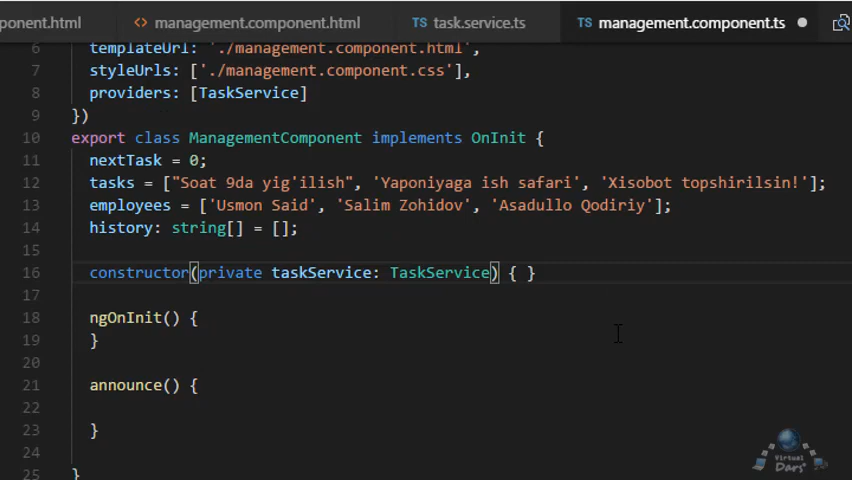 ponent.html
<> management.component.html
TS task.service.ts
TS management.component.ts
6 templateUrl: './management.component.html',
7 styleUrls: ['./management.component.css'],
8 providers: [TaskService]
9 })
10 export class ManagementComponent implements OnInit {
11 nextTask = 0;
12 tasks = ["Soat 9da yig'ilish", 'Yaponiyaga ish safari', 'Xisobot topshirilsin!'];
13 employees = ['Usmon Said', 'Salim Zohidov', 'Asadullo Qodiriy'];
14 history: string[] = [];
15
16 constructor(private taskService: TaskService) { }
17
18 ngOnInit() {
19 }
20
21 announce() {
22
23 }
24
25 }
Virtual
Dars